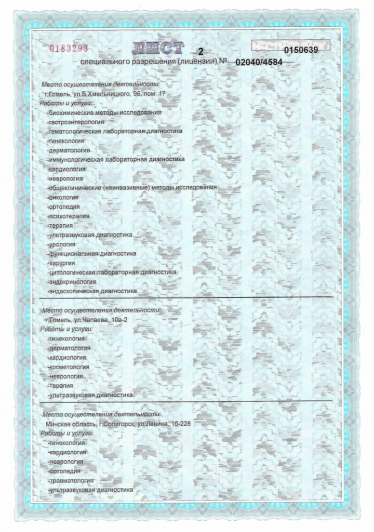 0183293
ЛИСТ 2
0150639
специального разрешения (лицензии) № 02040/4584
Место осуществления деятельности:
г.Гомель, ул.Б.Хмельницкого, 96, пом. 17
Работы и услуги:
-биохимические методы исследования
-гастроэнтерология
-гематологическая лабораторная диагностика
-гинекология
-дерматология
-иммунологическая лабораторная диагностика
-кардиология
-неврология
-общеклинические (неинвазивные) методы исследования
-онкология
-ортопедия
-психотерапия
-терапия
-ультразвуковая диагностика
-урология
-функциональная диагностика
-хирургия
-цитологическая лабораторная диагностика
-эндокринология
-эндоскопическая диагностика
Место осуществления деятельности:
г.Гомель, ул.Чапаева, 10а-2
Работы и услуги:
-гинекология
-дерматология
-кардиология
-косметология
-неврология
-терапия
-ультразвуковая диагностика
Место осуществления деятельности:
Минская область, г.Солигорск, ул.Ленина, 16-228
Работы и услуги:
-гинекология
-кардиология
-неврология
-ортопедия
-травматология
-ультразвуковая диагностика